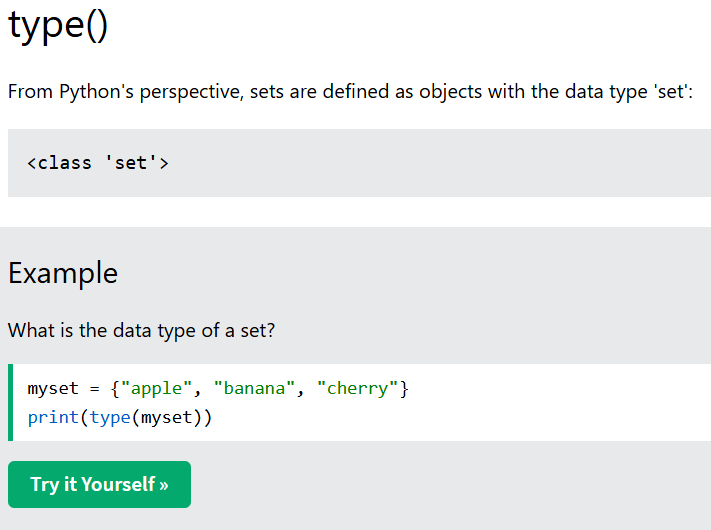 type()
From Python's perspective, sets are defined as objects with the data type 'set':
<class 'set'>
Example
What is the data type of a set?
myset = {"apple", "banana", "cherry"}
print(type(myset))
Try it Yourself »